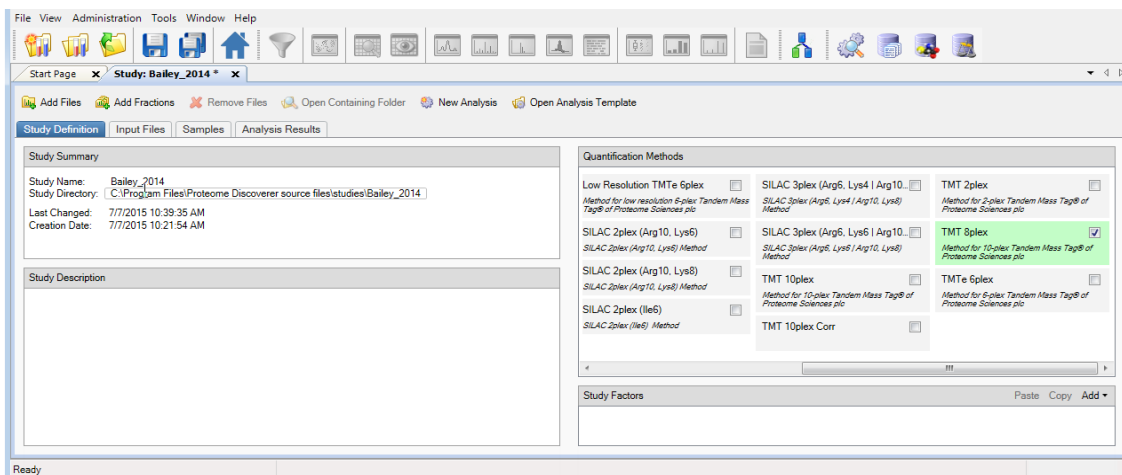 File View Administration Tools Window Help
Start Page x Study: Bailey_2014 * x
Add Files Add Fractions Remove Files Open Containing Folder New Analysis Open Analysis Template
Study Definition Input Files Samples Analysis Results
Study Summary
Study Name: Bailey_2014
Study Directory: C:\Program Files\Proteome Discoverer source files\studies\Bailey_2014
Last Changed: 7/7/2015 10:39:35 AM
Creation Date: 7/7/2015 10:21:54 AM
Study Description
Quantification Methods
Low Resolution TMTe 6plex
Method for low resolution 6-plex Tandem Mass
Tag® of Proteome Sciences plc
SILAC 2plex (Arg10, Lys6)
SILAC 2plex (Arg10, Lys6) Method
SILAC 2plex (Arg10, Lys8)
SILAC 2plex (Arg10, Lys8) Method
SILAC 2plex (Ile6)
SILAC 2plex (Ile6) Method
SILAC 3plex (Arg6, Lys4 | Arg10...
SILAC 3plex (Arg6, Lys4 | Arg10, Lys8)
Method
SILAC 3plex (Arg6, Lys6 | Arg10...
SILAC 3plex (Arg6, Lys6 | Arg10, Lys8)
Method
TMT 10plex
Method for 10-plex Tandem Mass Tag® of
Proteome Sciences plc
TMT 10plex Corr
TMT 2plex
Method for 2-plex Tandem Mass Tag® of
Proteome Sciences plc
TMT 8plex
Method for 10-plex Tandem Mass Tag® of
Proteome Sciences plc
TMTe 6plex
Method for 6-plex Tandem Mass Tag® of
Proteome Sciences plc
Study Factors
Paste Copy Add
Ready